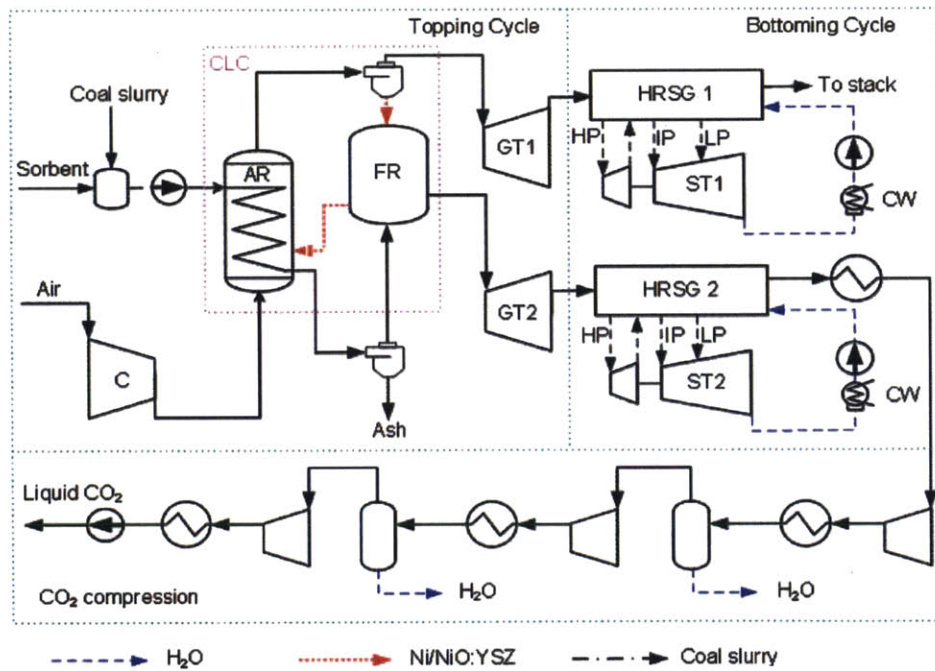 Topping Cycle
Bottoming Cycle
CLC
Coal slurry
HRSG 1
To stack
Sorbent
AR
FR
GT1
HP
IP
LP
ST1
CW
Air
HRSG 2
GT2
HP
IP
LP
C
ST2
CW
Ash
Liquid CO₂
H₂O
H₂O
CO₂ compression
H₂O
Ni/NiO:YSZ
Coal slurry